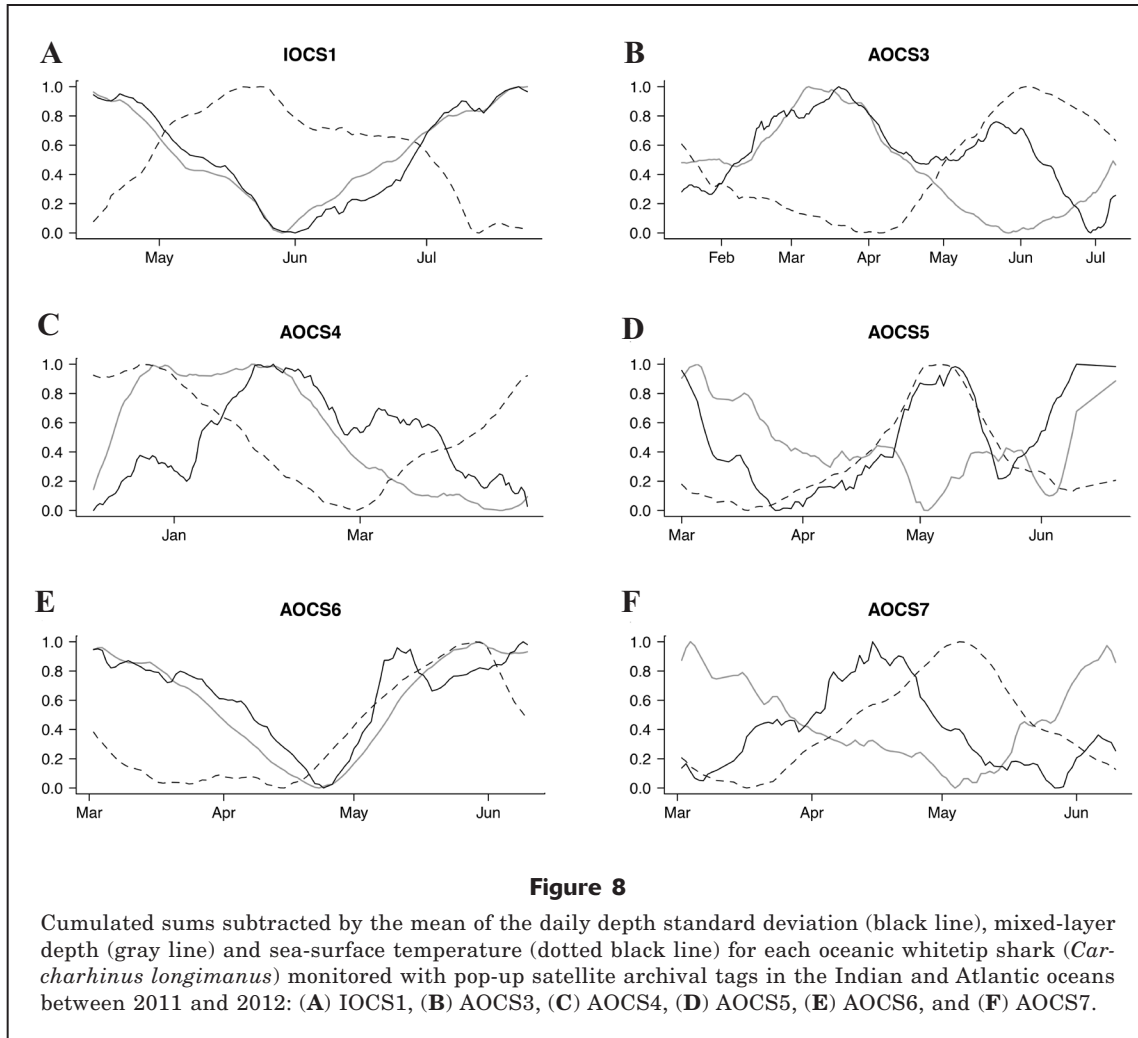 A
IOCS1
1.0
0.8
0.6
0.4
0.2
0.0
May Jun Jul
B
AOCS3
1.0
0.8
0.6
0.4
0.2
0.0
Feb Mar Apr May Jun Jul
C
AOCS4
1.0
0.8
0.6
0.4
0.2
0.0
Jan Mar
D
AOCS5
1.0
0.8
0.6
0.4
0.2
0.0
Mar Apr May Jun
E
AOCS6
1.0
0.8
0.6
0.4
0.2
0.0
Mar Apr May Jun
F
AOCS7
1.0
0.8
0.6
0.4
0.2
0.0
Mar Apr May Jun
Figure 8
Cumulated sums subtracted by the mean of the daily depth standard deviation (black line), mixed-layer
depth (gray line) and sea-surface temperature (dotted black line) for each oceanic whitetip shark (Car-
charhinus longimanus) monitored with pop-up satellite archival tags in the Indian and Atlantic oceans
between 2011 and 2012: (A) IOCS1, (B) AOCS3, (C) AOCS4, (D) AOCS5, (E) AOCS6, and (F) AOCS7.